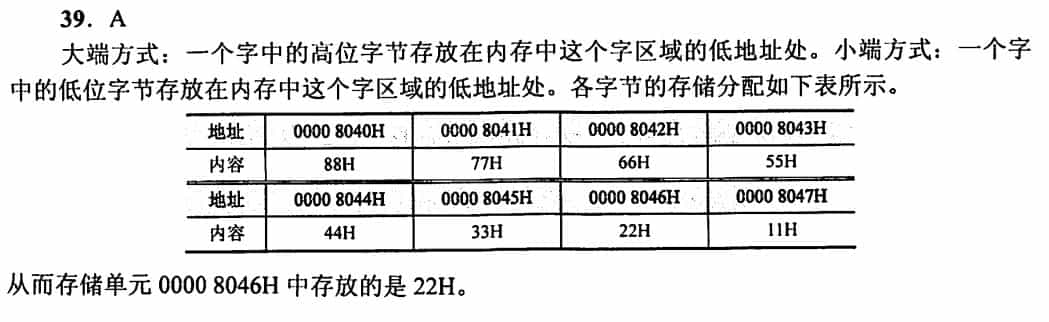 39. A
大端方式：一个字中的高位字节存放在内存中这个字区域的低地址处。小端方式：一个字
中的低位字节存放在内存中这个字区域的低地址处。各字节的存储分配如下表所示。
地址 0000 8040H 0000 8041H 0000 8042H 0000 8043H
内容 88H 77H 66H 55H
地址 0000 8044H 0000 8045H 0000 8046H 0000 8047H
内容 44H 33H 22H 11H
从而存储单元 0000 8046H 中存放的是 22H。